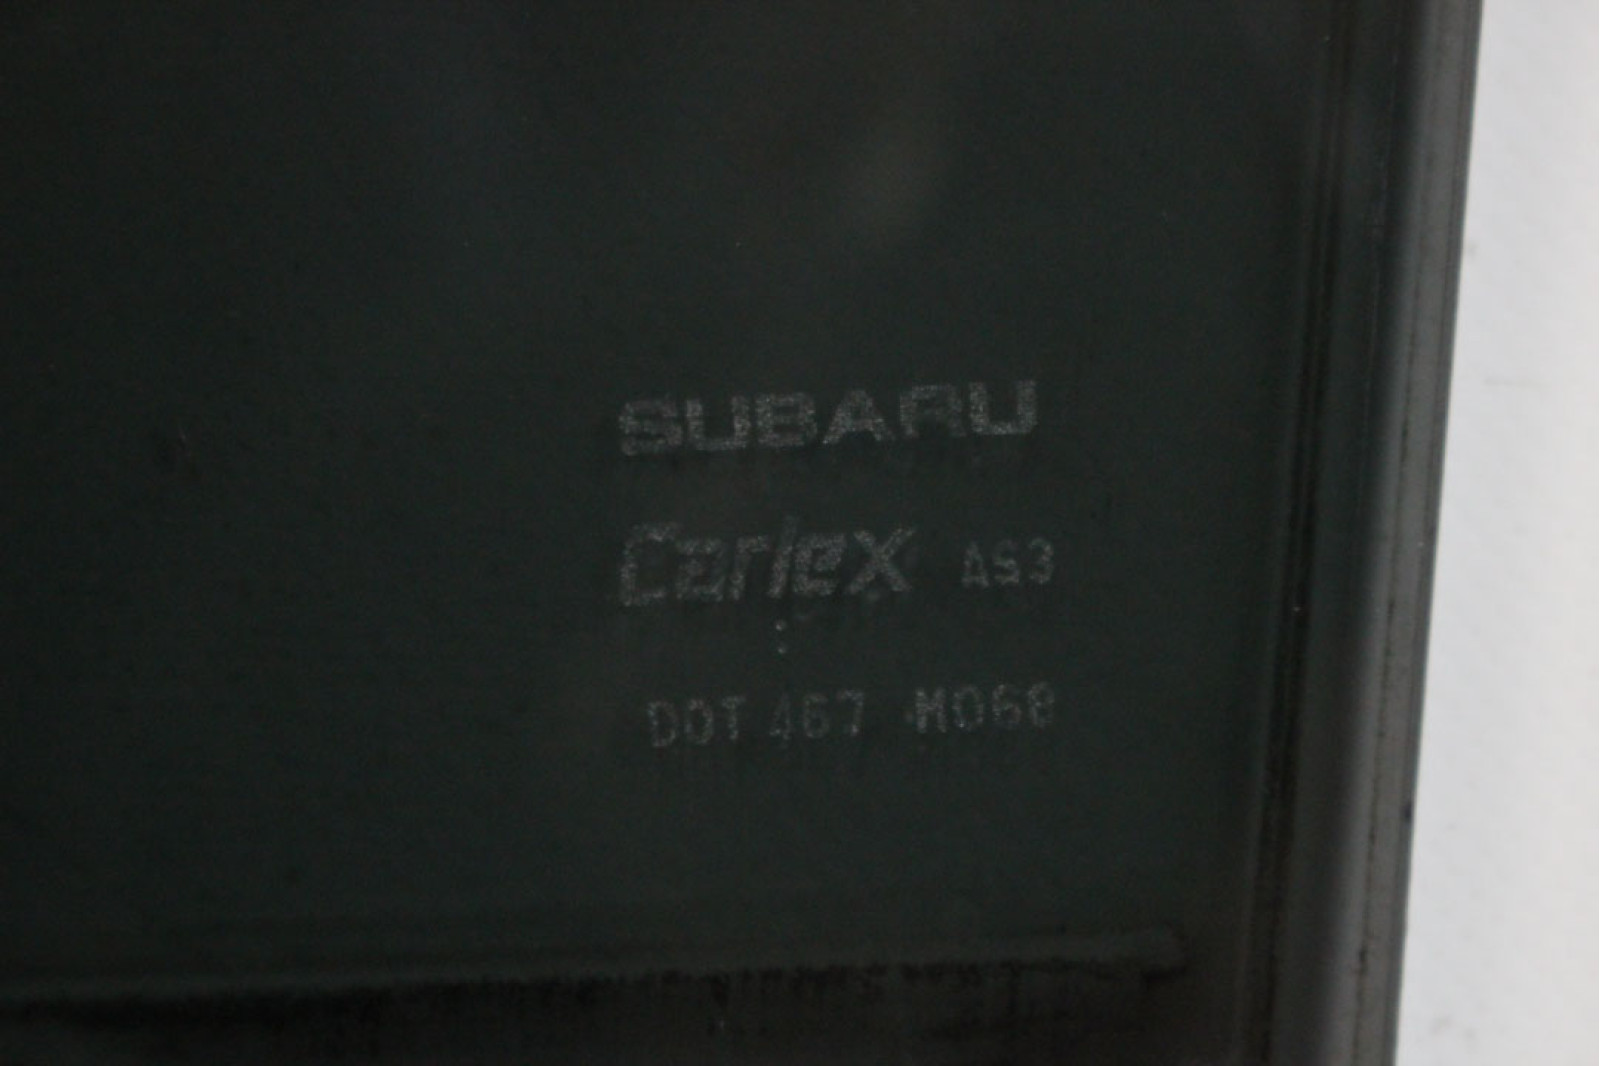 SUBARU
Carlex AS3
DOT 467 M068